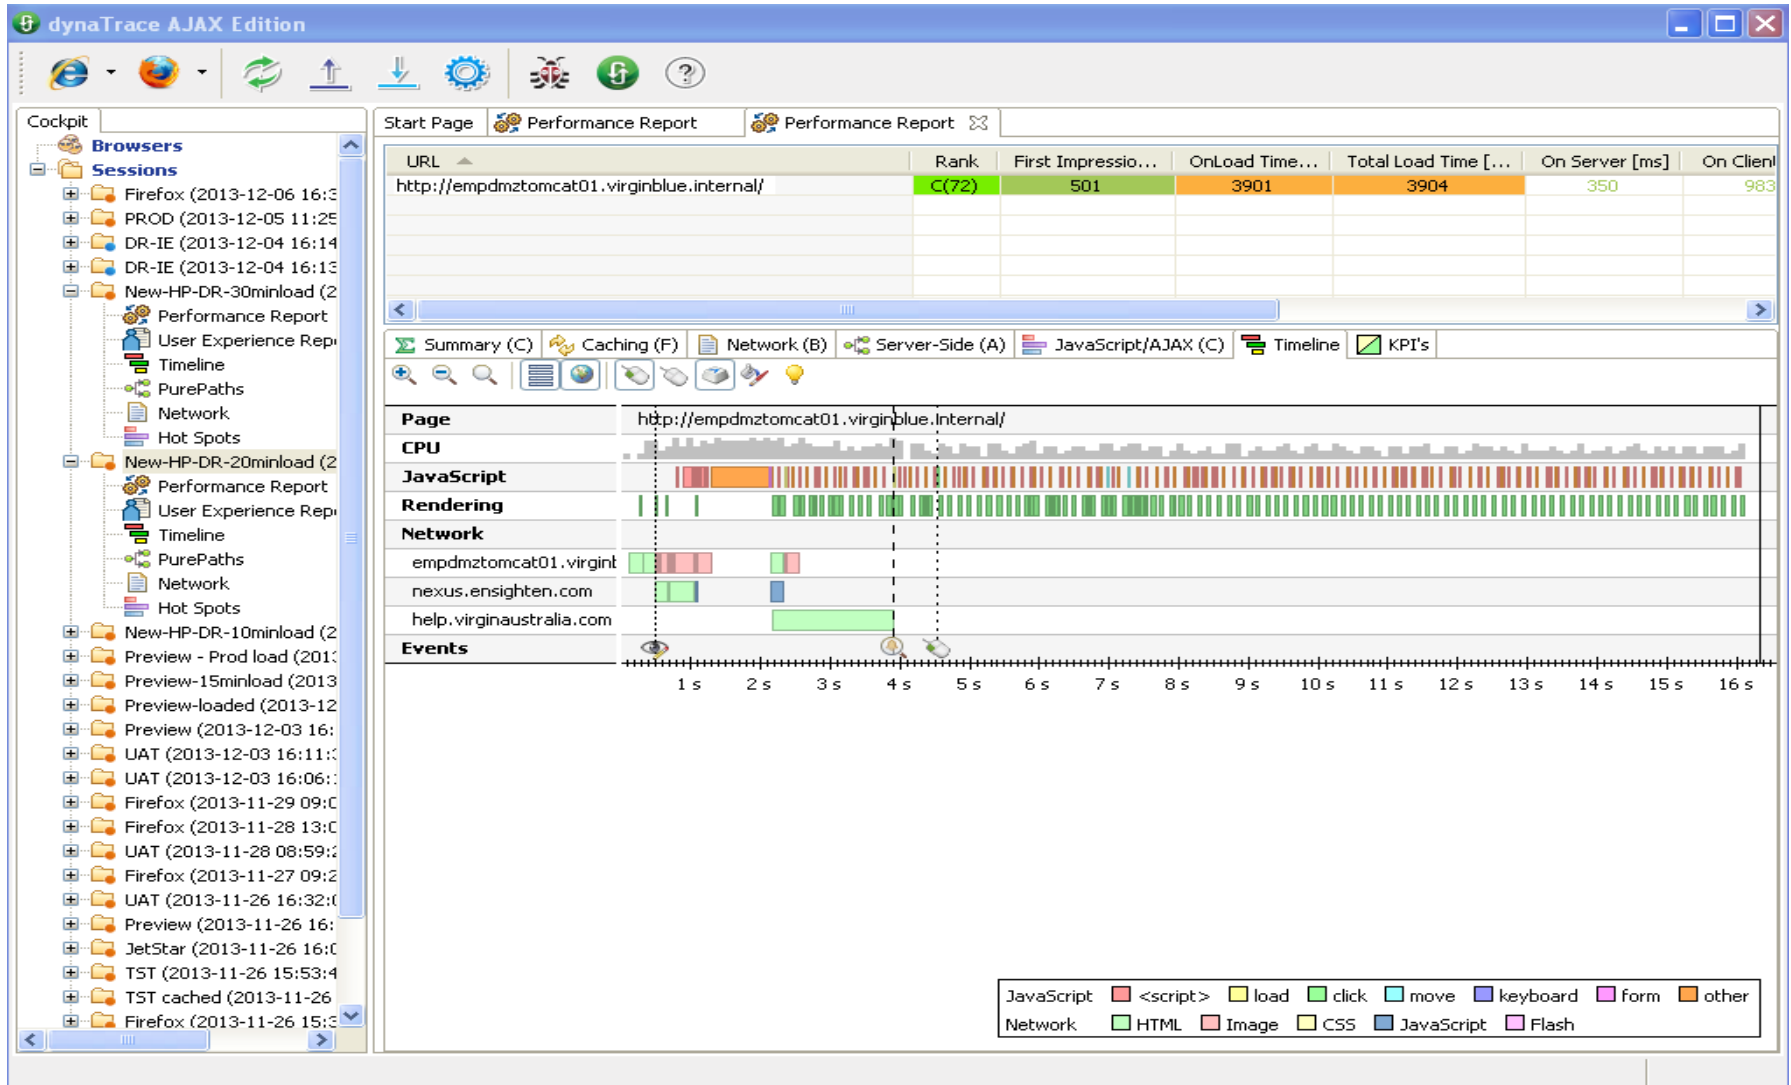 dynaTrace AJAX Edition
Cockpit
Browsers
Sessions
Firefox (2013-12-06 16:3
PROD (2013-12-05 11:25
DR-IE (2013-12-04 16:14
DR-IE (2013-12-04 16:13
New-HP-DR-30minload (2
Performance Report
User Experience Rep
Timeline
PurePaths
Network
Hot Spots
New-HP-DR-20minload (2
Performance Report
User Experience Rep
Timeline
PurePaths
Network
Hot Spots
New-HP-DR-10minload (2
Preview - Prod load (201
Preview-15minload (2013
Preview-loaded (2013-12
Preview (2013-12-03 16:
UAT (2013-12-03 16:11:3
UAT (2013-12-03 16:06:
Firefox (2013-11-29 09:0
Firefox (2013-11-28 13:0
UAT (2013-11-28 08:59:2
Firefox (2013-11-27 09:2
UAT (2013-11-26 16:32:0
Preview (2013-11-26 16:
JetStar (2013-11-26 16:0
TST (2013-11-26 15:53:4
TST cached (2013-11-26
Firefox (2013-11-26 15:3
Start Page Performance Report Performance Report
URL Rank First Impressio... OnLoad Time... Total Load Time [... On Server [ms] On Client
http://empdmztomcat01.virginblue.internal/ C(72) 501 3901 3904 350 983
Summary (C) Caching (F) Network (B) Server-Side (A) JavaScript/AJAX (C) Timeline KPI's
Page http://empdmztomcat01.virginblue.internal/
CPU
JavaScript
Rendering
Network
empdmztomcat01.virginb
nexus.ensighten.com
help.virginaustralia.com
Events
1 s 2 s 3 s 4 s 5 s 6 s 7 s 8 s 9 s 10 s 11 s 12 s 13 s 14 s 15 s 16 s
JavaScript <script> load click move keyboard form other
Network HTML Image CSS JavaScript Flash